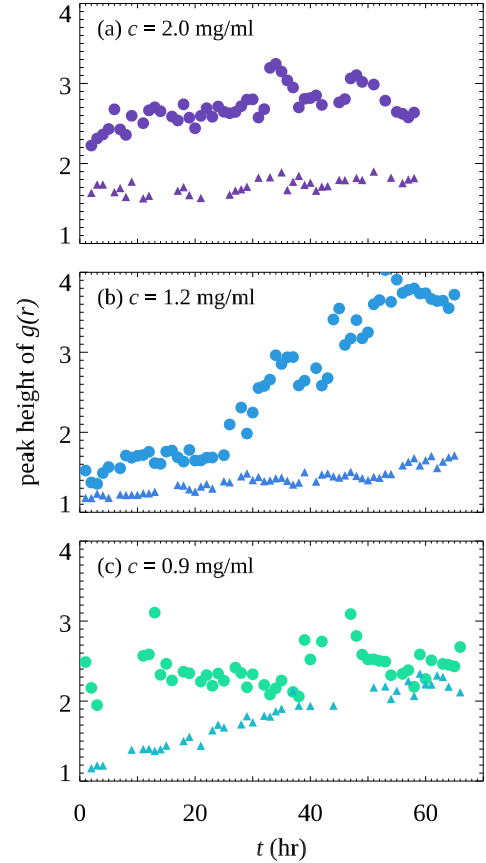 4
(a) c = 2.0 mg/ml
3
2
1
4
(b) c = 1.2 mg/ml
3
2
1
peak height of g(r)
4
(c) c = 0.9 mg/ml
3
2
1
0 20 40 60
t (hr)